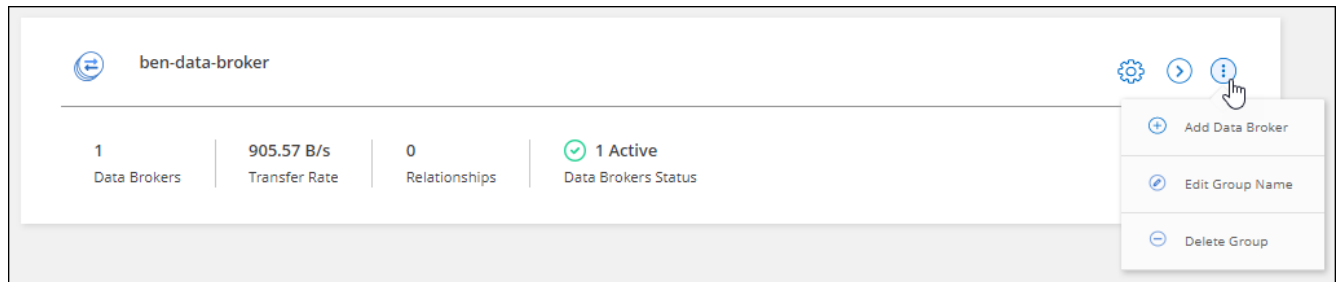 ben-data-broker
1 905.57 B/s 0 1 Active
Data Brokers Transfer Rate Relationships Data Brokers Status
Add Data Broker
Edit Group Name
Delete Group